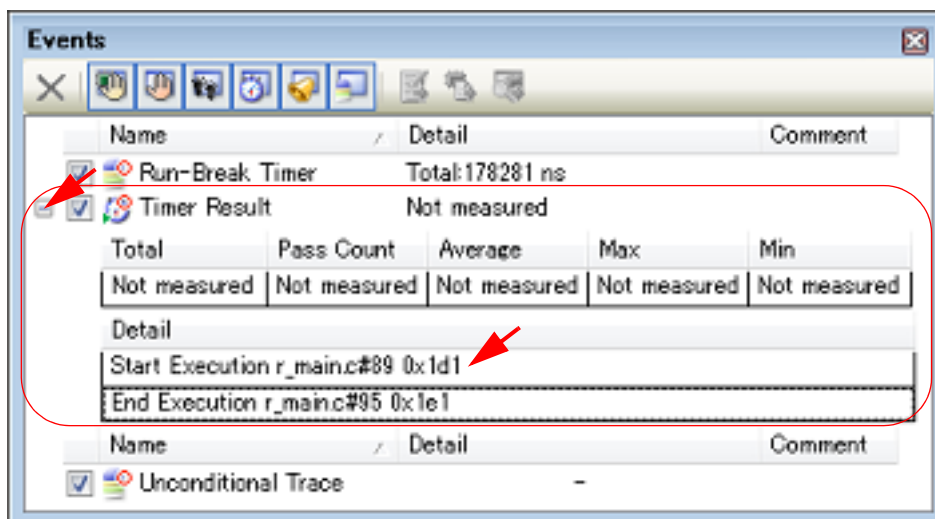 Events
Name Detail Comment
Run-Break Timer Total:178281 ns
Timer Result Not measured
Total Pass Count Average Max Min
Not measured Not measured Not measured Not measured Not measured
Detail
Start Execution r_main.c#89 0x1d1
End Execution r_main.c#95 0x1e1
Name Detail Comment
Unconditional Trace -